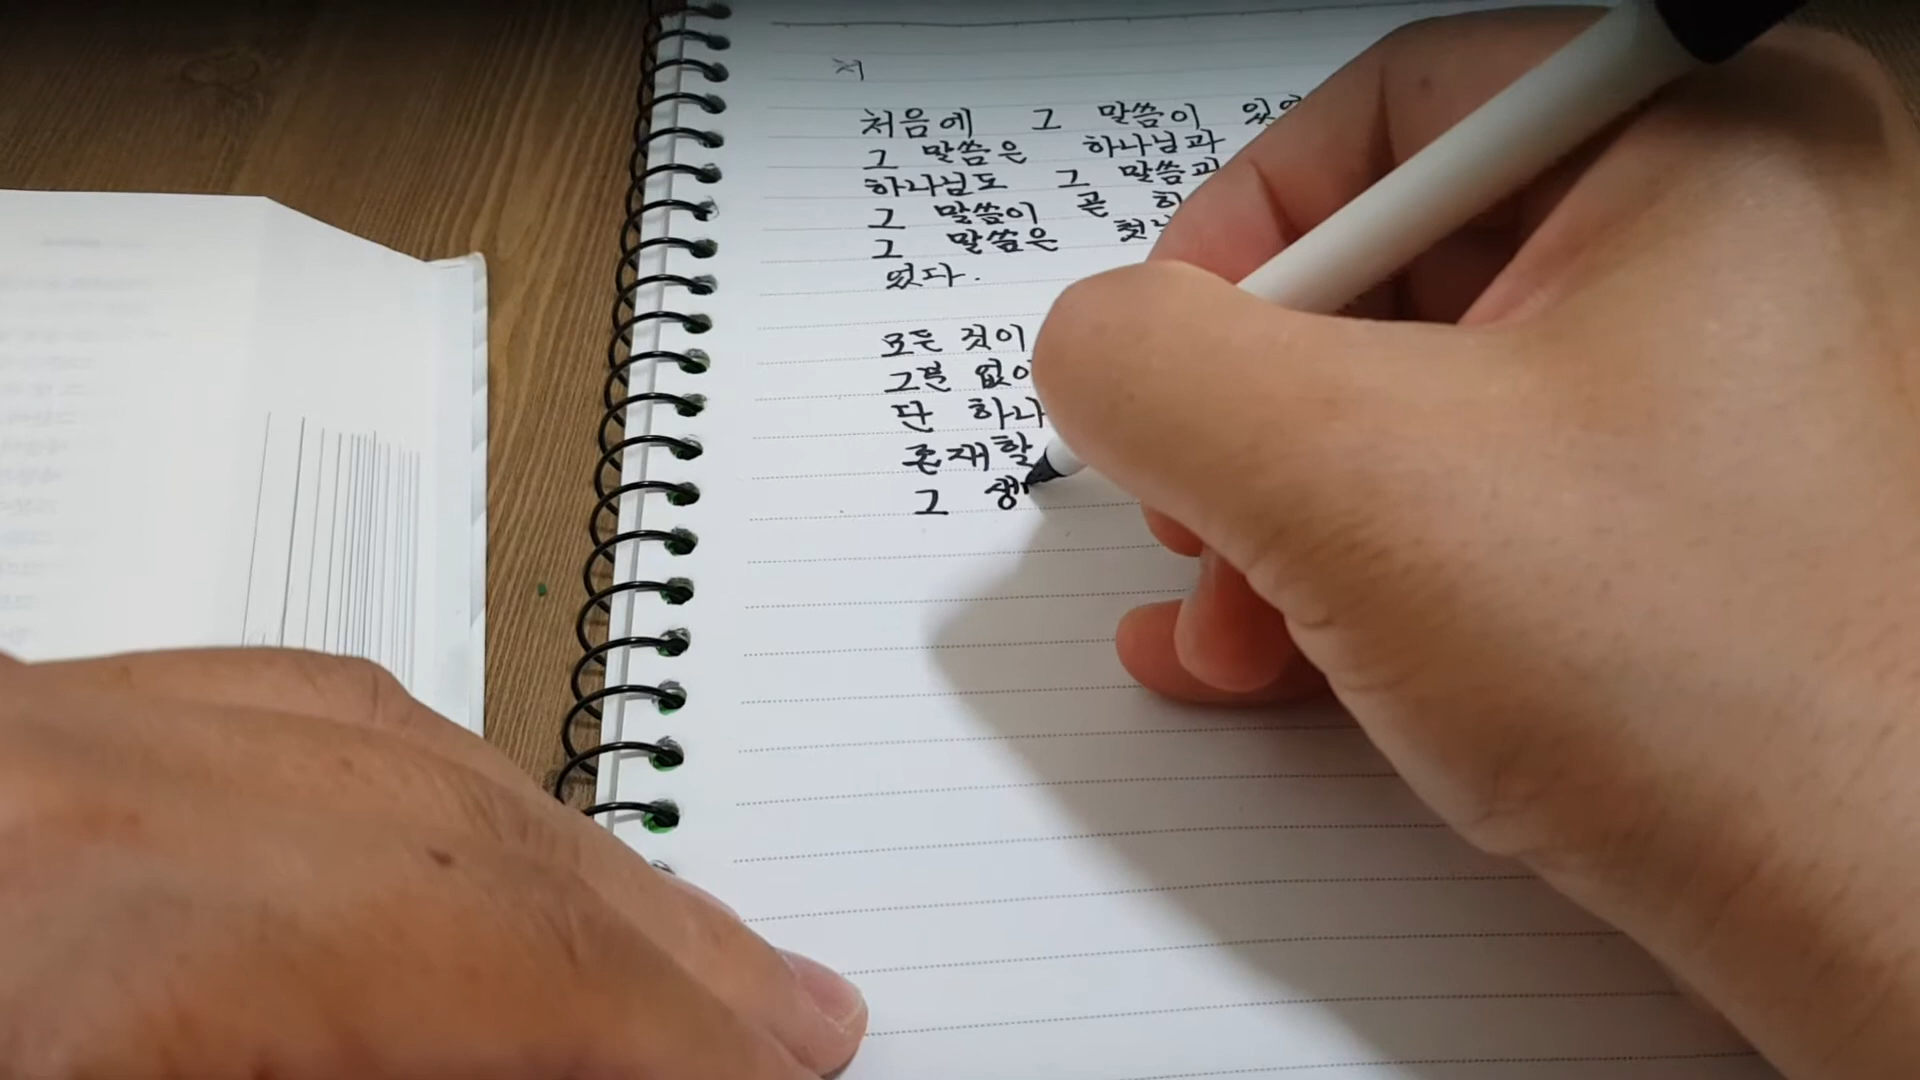 처음에 그 말씀이
그 말씀은 하나님과
하나님도 그 말씀과
그 말씀이 곧
그 말씀은
었다.
모든 것이
그분 없이
단 하나
존재할
그